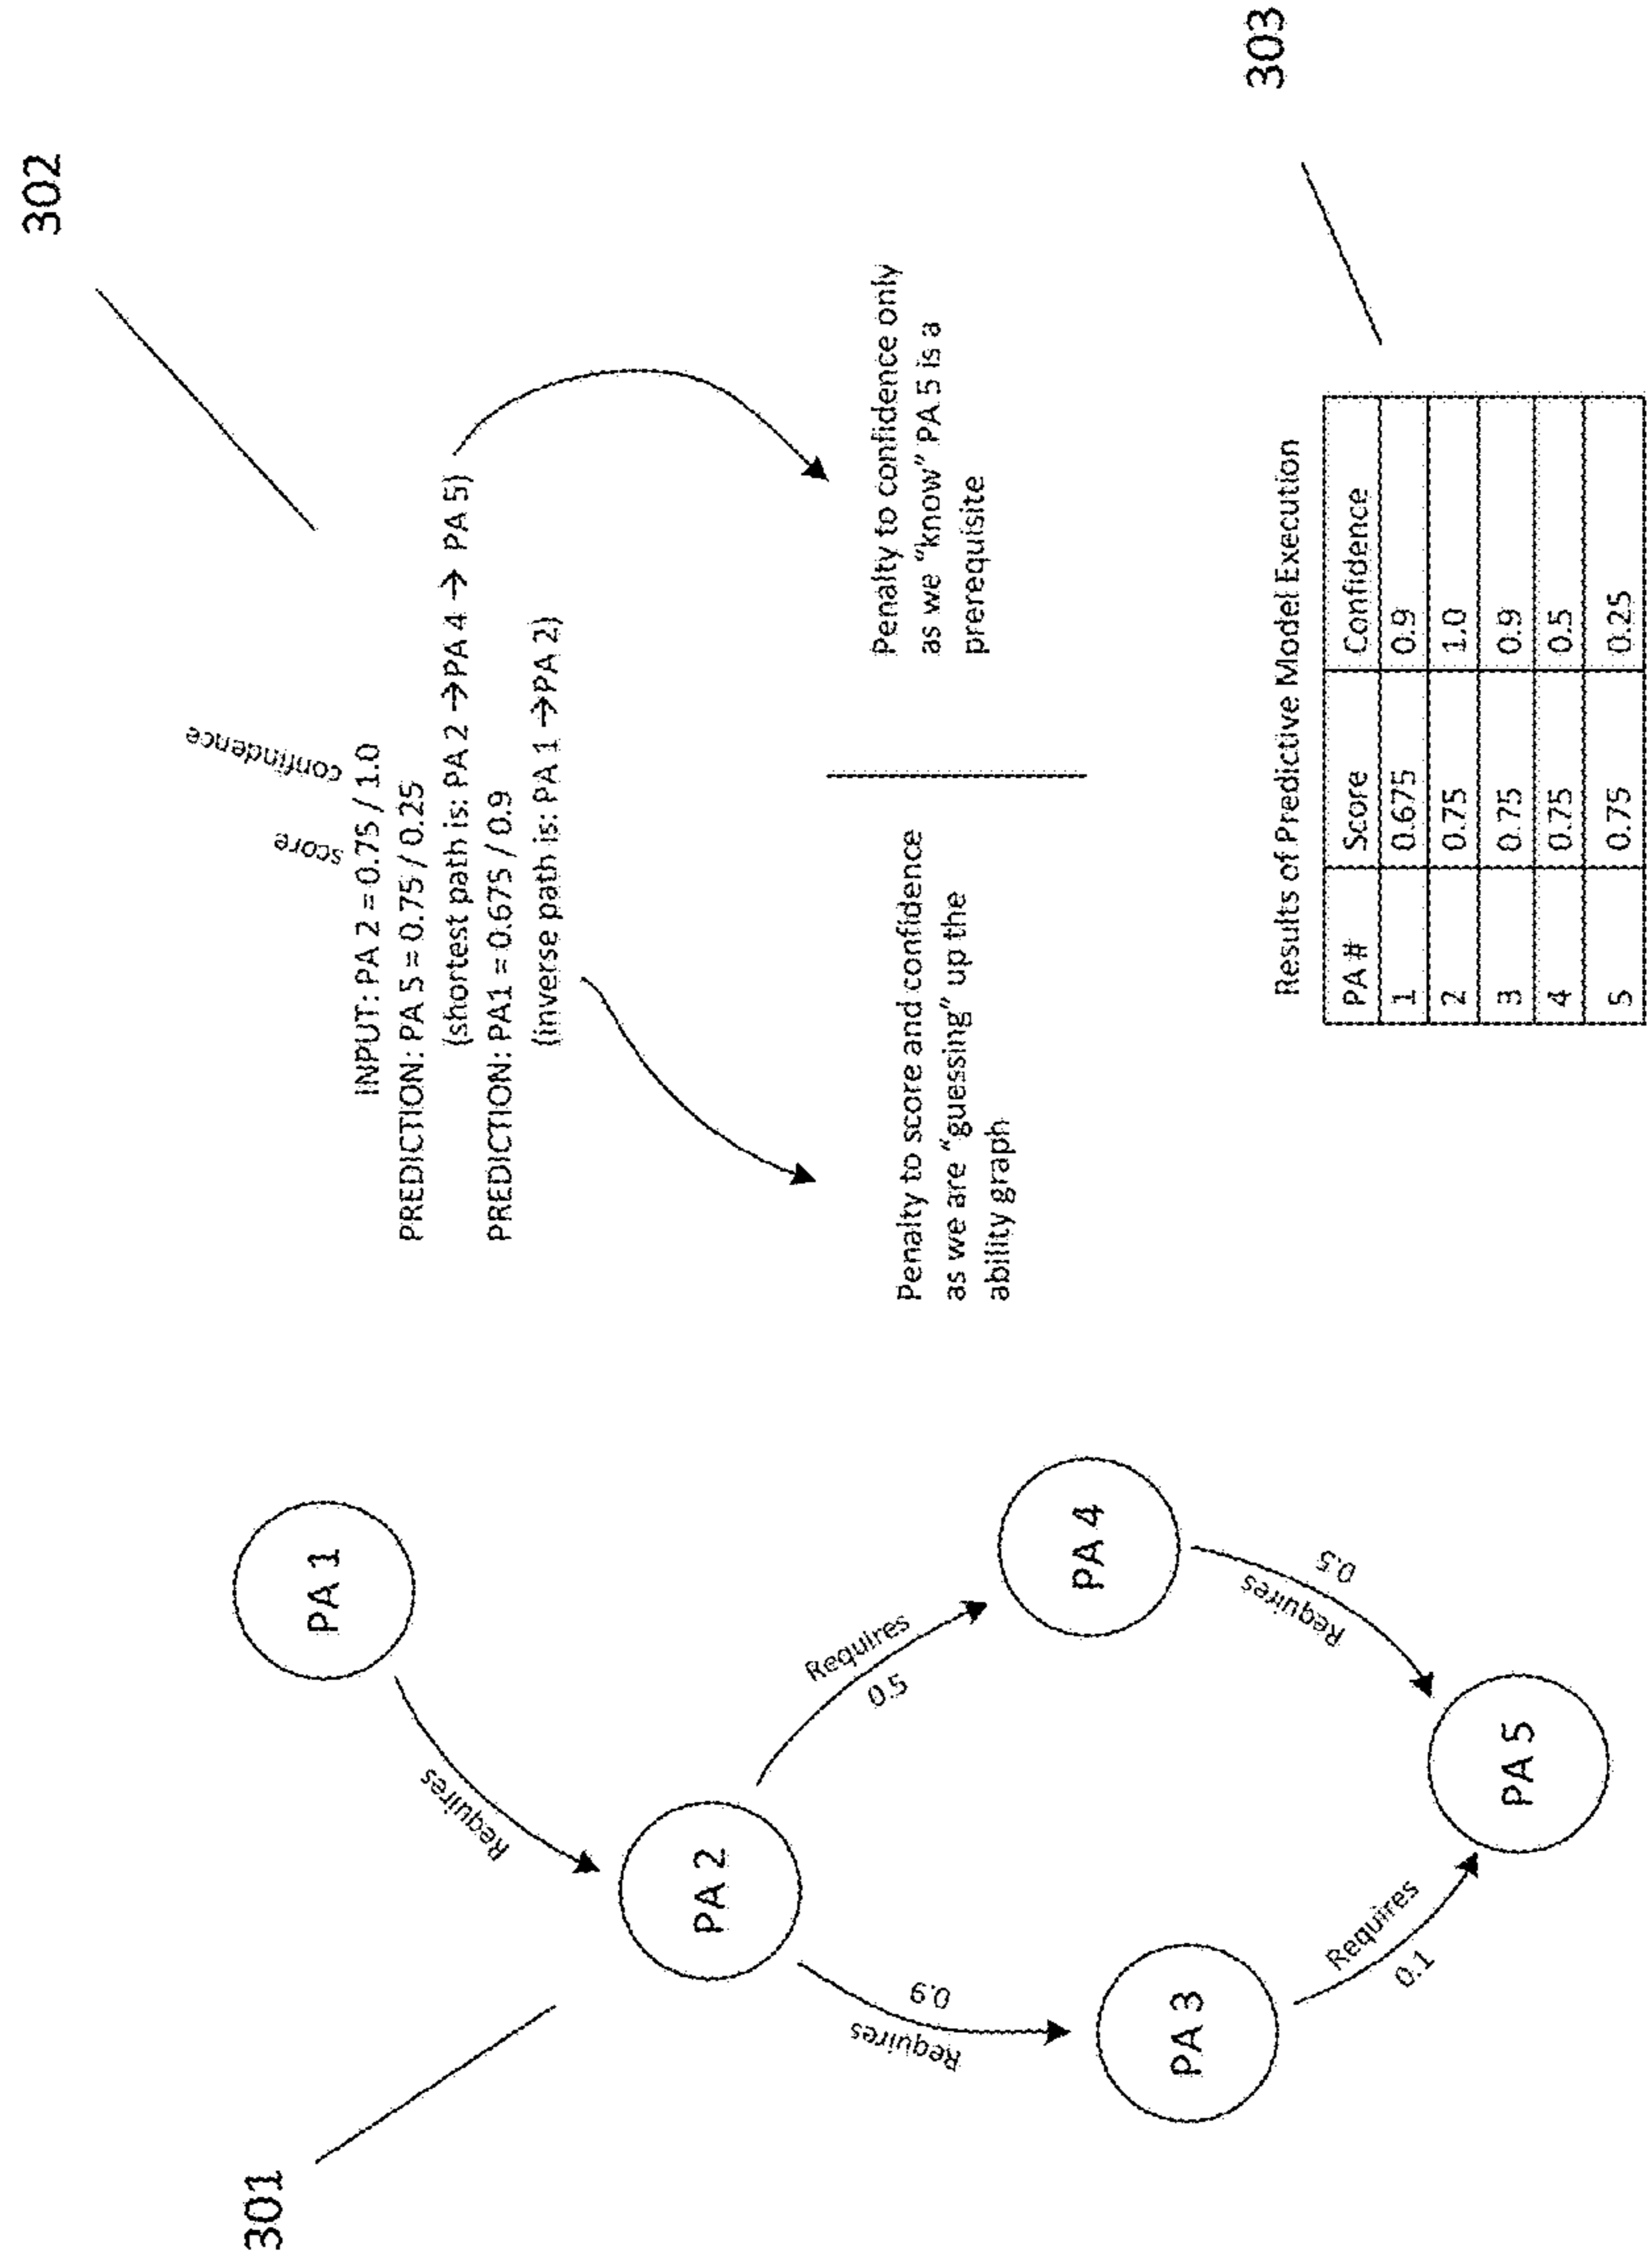 301
PA 1
Requires
PA 2
Requires
0.9
Requires
0.5
PA 3
PA 4
Requires
0.1
Requires
0.5
PA 5
302
score
confindence
INPUT: PA 2 = 0.75 / 1.0
PREDICTION: PA 5 = 0.75 / 0.25
(shortest path is: PA 2 →PA 4 → PA 5)
PREDICTION: PA1 = 0.675 / 0.9
(inverse path is: PA 1 →PA 2)
Penalty to score and confidence
as we are "guessing" up the
ability graph
Penalty to confidence only
as we "know" PA 5 is a
prerequisite
303
Results of Predictive Model Execution
PA # Score Confidence
1 0.675 0.9
2 0.75 1.0
3 0.75 0.9
4 0.75 0.5
5 0.75 0.25